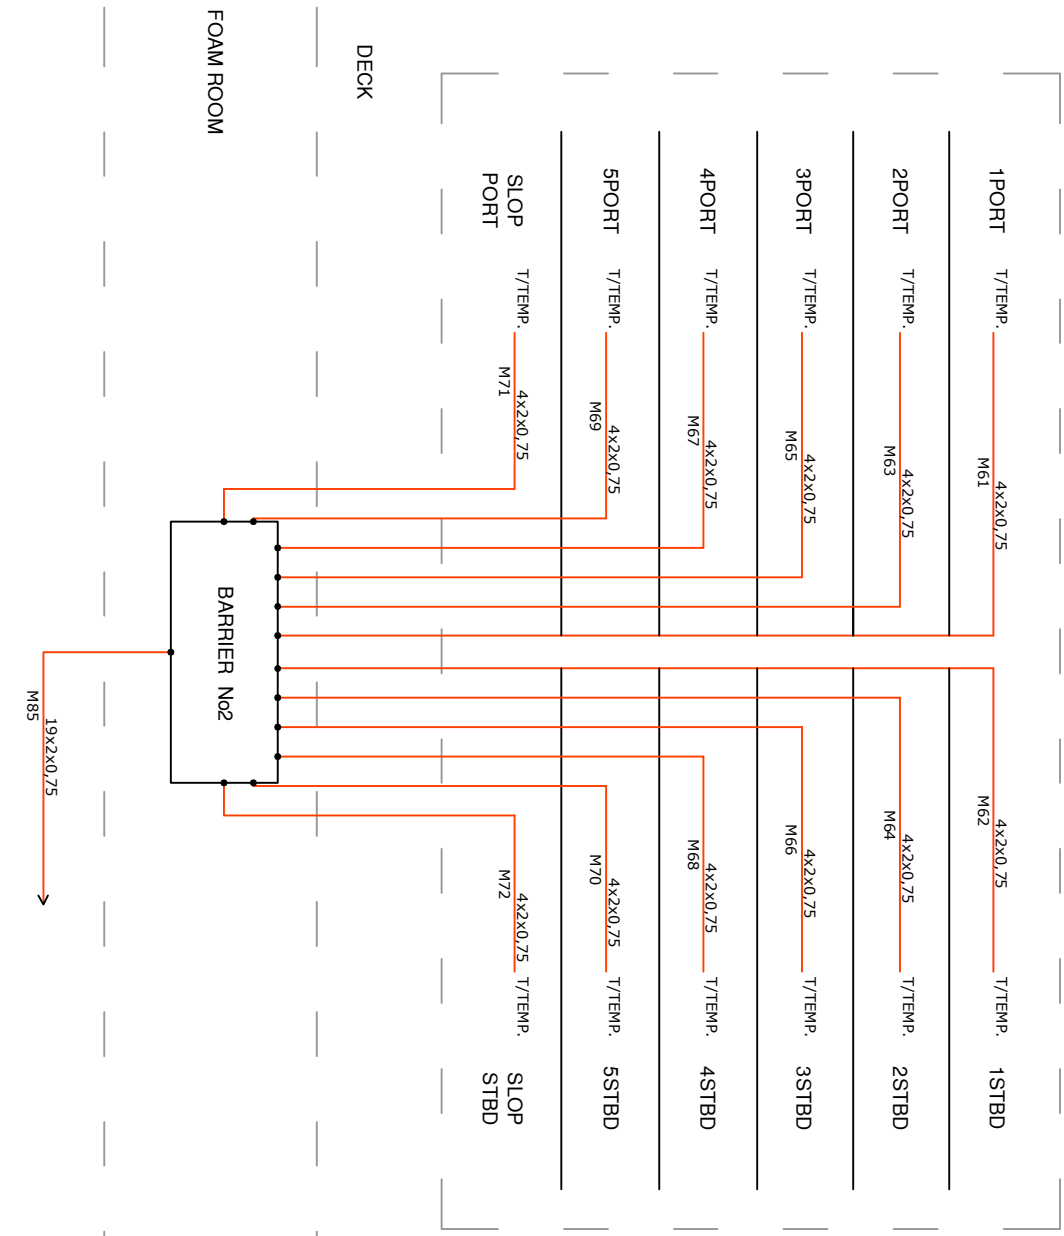 1PORT
T/TEMP.
4x2x0,75
M61
4x2x0,75
M62
T/TEMP.
1STBD
2PORT
T/TEMP.
4x2x0,75
M63
4x2x0,75
M64
T/TEMP.
2STBD
3PORT
T/TEMP.
4x2x0,75
M65
4x2x0,75
M66
T/TEMP.
3STBD
4PORT
T/TEMP.
4x2x0,75
M67
4x2x0,75
M68
T/TEMP.
4STBD
5PORT
T/TEMP.
4x2x0,75
M69
4x2x0,75
M70
T/TEMP.
5STBD
SLOP
PORT
T/TEMP.
4x2x0,75
M71
4x2x0,75
M72
T/TEMP.
SLOP
STBD
DECK
FOAM ROOM
BARRIER No2
19x2x0,75
M85